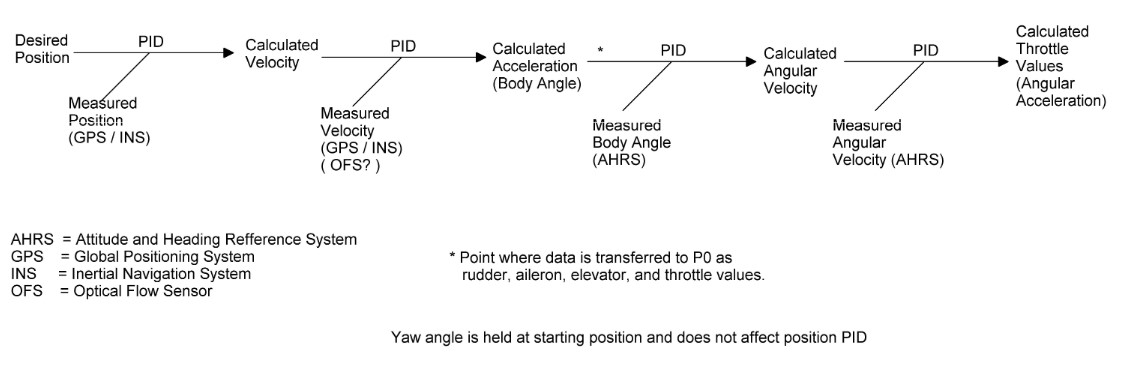 Desired
Position
PID
Measured
Position
(GPS / INS)
Calculated
Velocity
PID
Measured
Velocity
(GPS / INS)
( OFS? )
Calculated
Acceleration
(Body Angle)
*
PID
Measured
Body Angle
(AHRS)
Calculated
Angular
Velocity
PID
Measured
Angular
Velocity (AHRS)
Calculated
Throttle
Values
(Angular
Acceleration)
AHRS = Attitude and Heading Refference System
GPS = Global Positioning System
INS = Inertial Navigation System
OFS = Optical Flow Sensor
* Point where data is transferred to P0 as
rudder, aileron, elevator, and throttle values.
Yaw angle is held at starting position and does not affect position PID